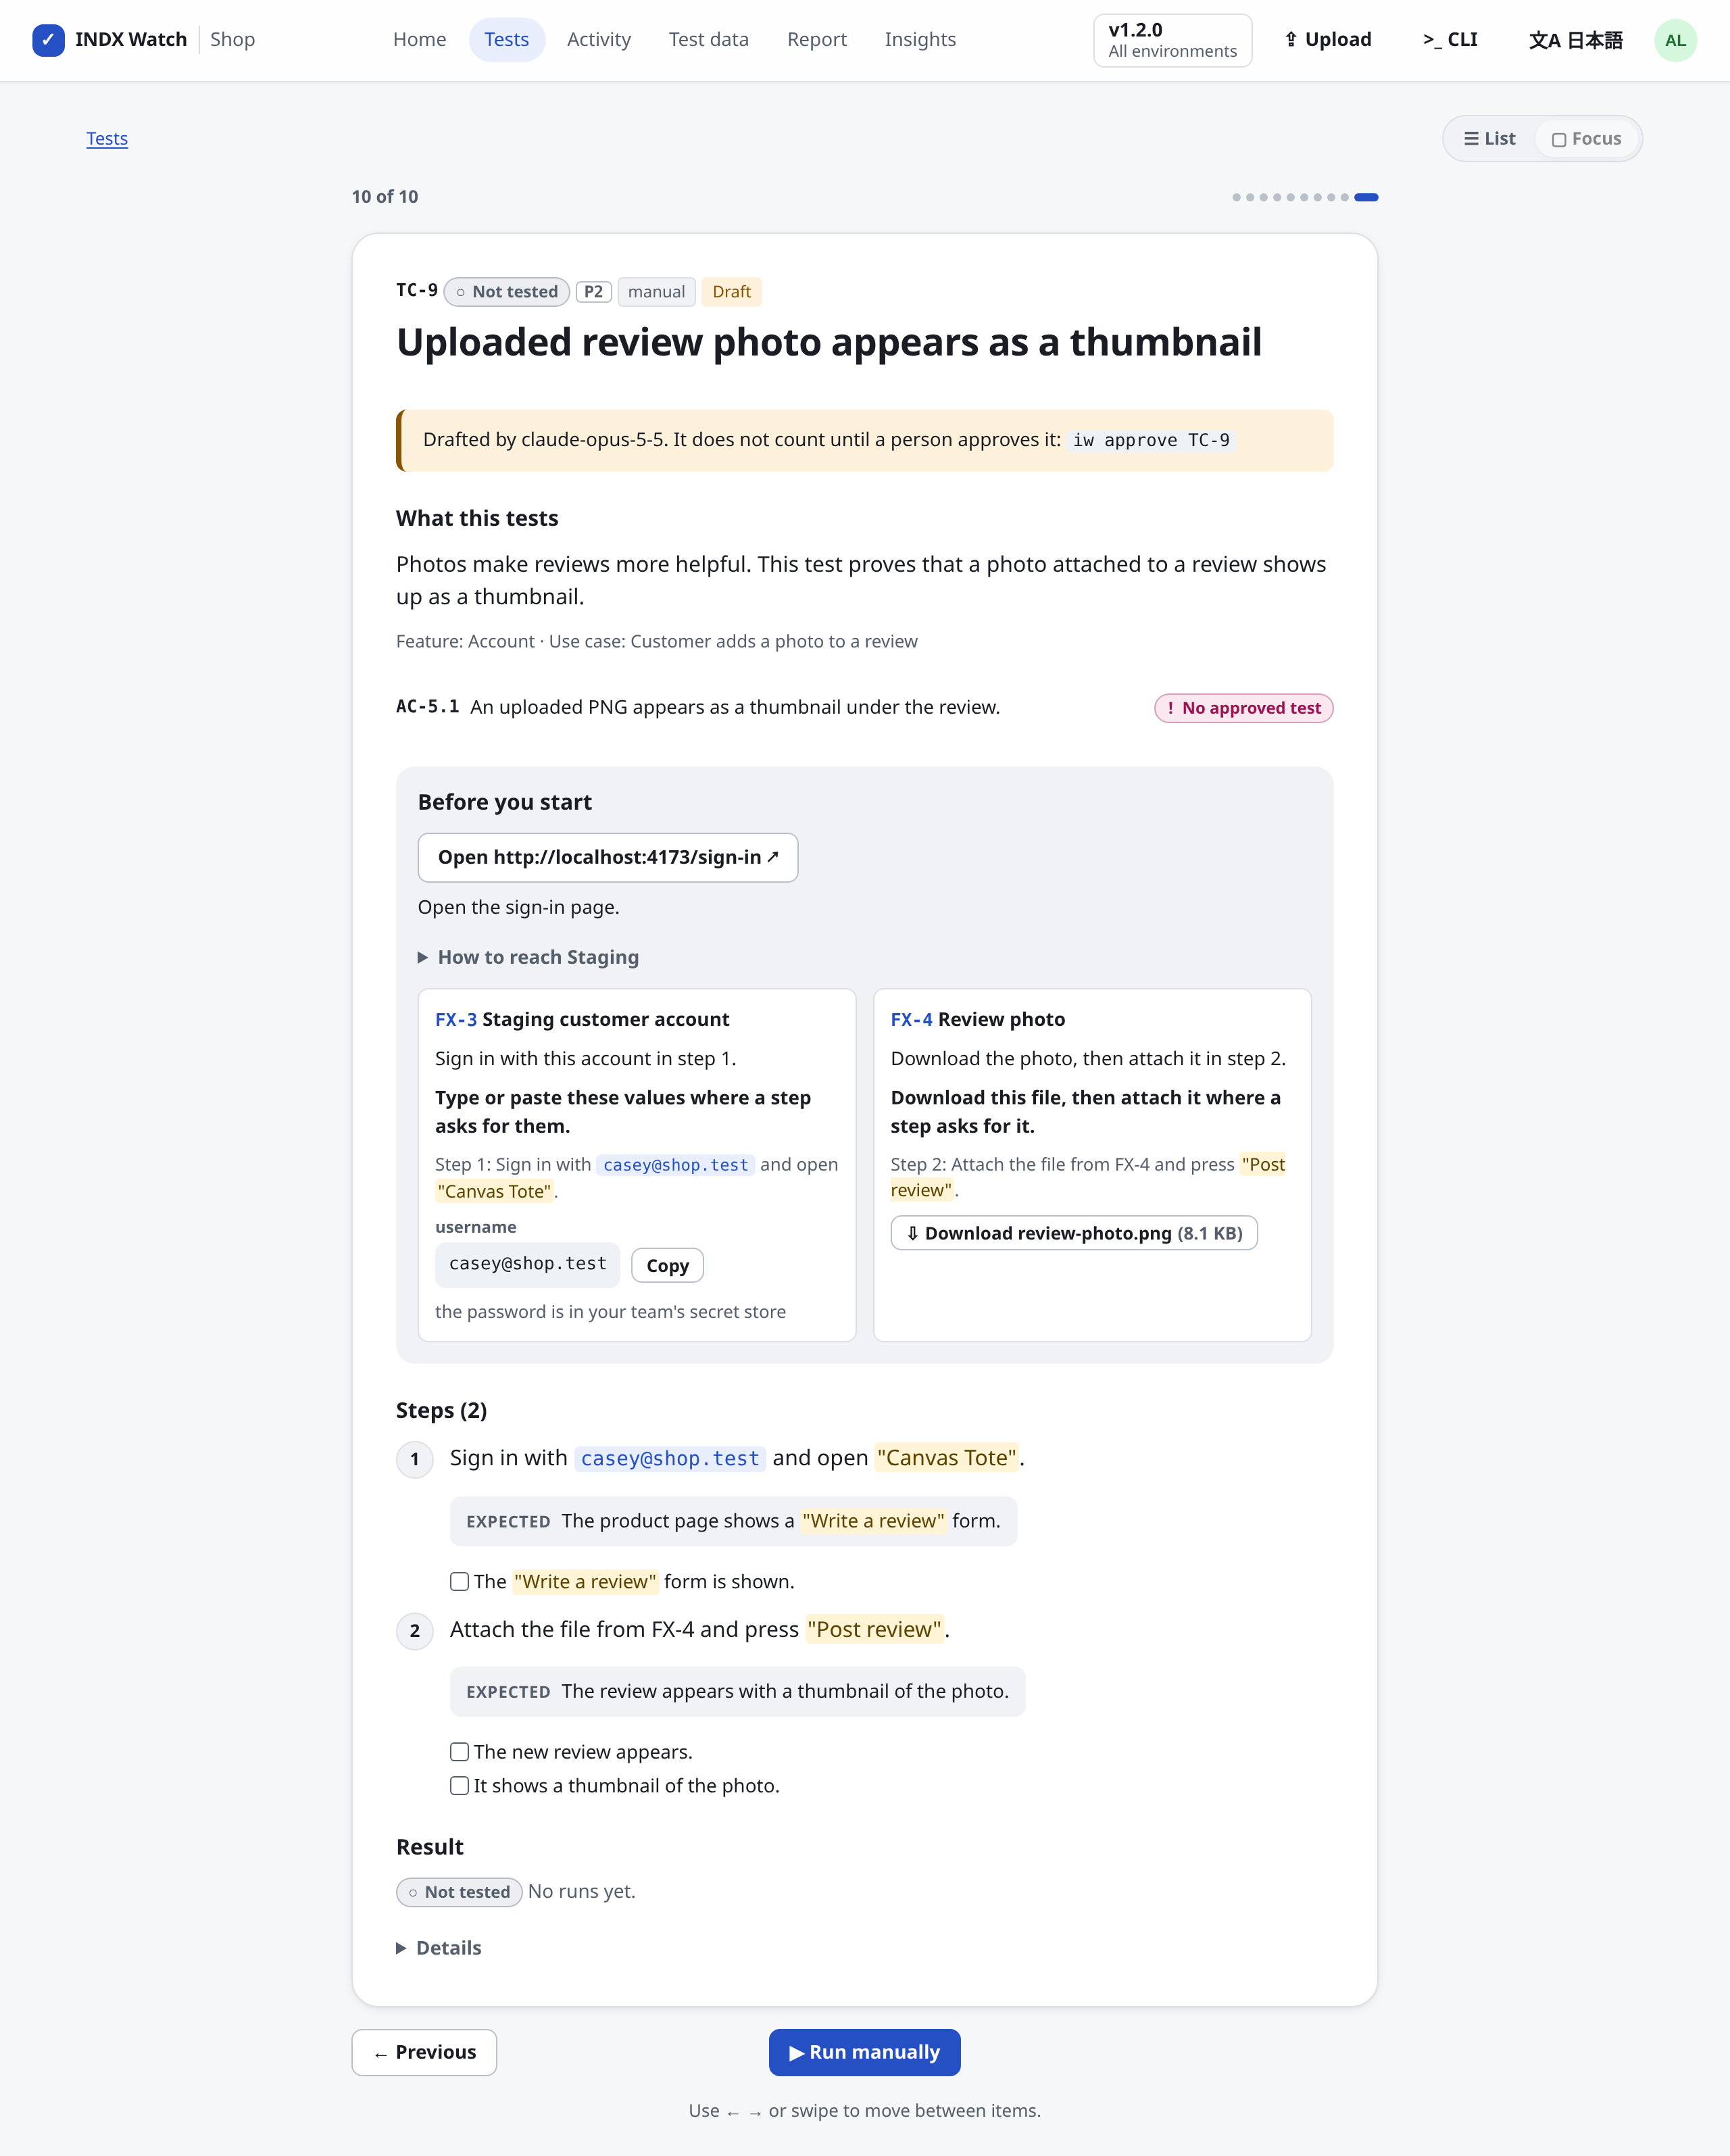 ✓ INDX Watch Shop Home Tests Activity Test data Report Insights v1.2.0 All environments ⇪ Upload >_ CLI 文A 日本語 AL
Tests ☰ List ▢ Focus
10 of 10
TC-9 ○ Not tested P2 manual Draft
Uploaded review photo appears as a thumbnail
Drafted by claude-opus-5-5. It does not count until a person approves it: iw approve TC-9
What this tests
Photos make reviews more helpful. This test proves that a photo attached to a review shows
up as a thumbnail.
Feature: Account · Use case: Customer adds a photo to a review
AC-5.1 An uploaded PNG appears as a thumbnail under the review. ! No approved test
Before you start
Open http://localhost:4173/sign-in ↗
Open the sign-in page.
▶ How to reach Staging
FX-3 Staging customer account
Sign in with this account in step 1.
Type or paste these values where a step
asks for them.
Step 1: Sign in with casey@shop.test and open
"Canvas Tote".
username
casey@shop.test Copy
the password is in your team's secret store
FX-4 Review photo
Download the photo, then attach it in step 2.
Download this file, then attach it where a
step asks for it.
Step 2: Attach the file from FX-4 and press "Post
review".
⇩ Download review-photo.png (8.1 KB)
Steps (2)
1 Sign in with casey@shop.test and open "Canvas Tote".
EXPECTED The product page shows a "Write a review" form.
The "Write a review" form is shown.
2 Attach the file from FX-4 and press "Post review".
EXPECTED The review appears with a thumbnail of the photo.
The new review appears.
It shows a thumbnail of the photo.
Result
○ Not tested No runs yet.
▶ Details
← Previous ▶ Run manually
Use ← → or swipe to move between items.